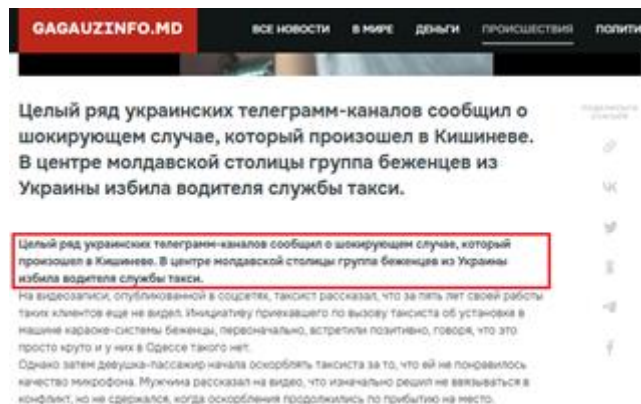 GAGAUZINFO.MD ВСЕ НОВОСТИ В МИРЕ ДЕНЬГИ ПРОИСШЕСТВИЯ ПОЛИТИ
Целый ряд украинских телеграмм-каналов сообщил о
шокирующем случае, который произошел в Кишиневе.
В центре молдавской столицы группа беженцев из
Украины избила водителя службы такси.
Целый ряд украинских телеграмм-каналов сообщил о шокирующем случае, который
произошел в Кишиневе. В центре молдавской столицы группа беженцев из Украины
избила водителя службы такси.
На видеозаписи, опубликованной в соцсетях, таксист рассказал, что за пять лет своей работы
таких клиентов еще не видел. Инициативу приехавшего по вызову таксиста об установке в
машине караоке-системы беженцы, первоначально, встретили позитивно, говоря, что это
просто круто и у них в Одессе такого нет.
Однако затем девушка-пассажир начала оскорблять таксиста за то, что ей не понравилось
качество микрофона. Мужчина рассказал на видео, что изначально решил не ввязываться в
конфликт, но не сдержался, когда оскорбления продолжились по прибытию на место.